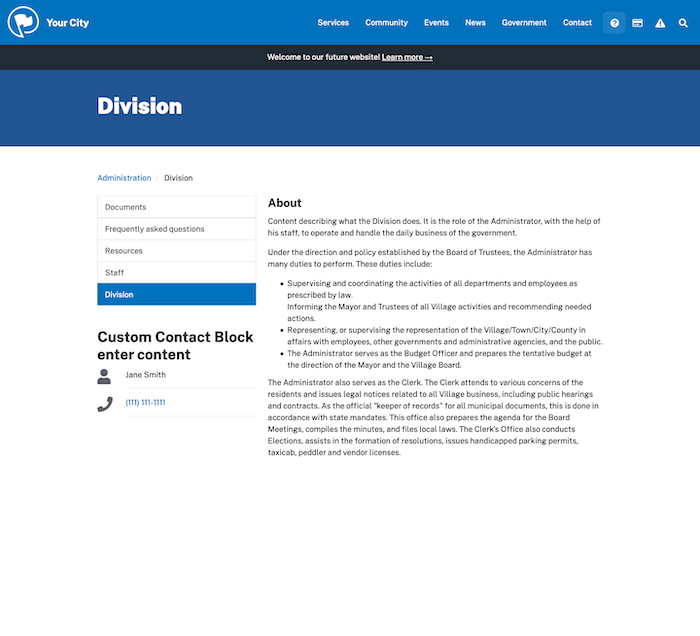 Your City
Services Community Events News Government Contact
Welcome to our future website! Learn more →
Division
Administration / Division
Documents
Frequently asked questions
Resources
Staff
Division
Custom Contact Block
enter content
Jane Smith
(111) 111-1111
About
Content describing what the Division does. It is the role of the Administrator, with the help of
his staff, to operate and handle the daily business of the government.
Under the direction and policy established by the Board of Trustees, the Administrator has
many duties to perform. These duties include:
• Supervising and coordinating the activities of all departments and employees as
prescribed by law.
Informing the Mayor and Trustees of all Village activities and recommending needed
actions.
• Representing, or supervising the representation of the Village/Town/City/County in
affairs with employees, other governments and administrative agencies, and the public.
• The Administrator serves as the Budget Officer and prepares the tentative budget at
the direction of the Mayor and the Village Board.
The Administrator also serves as the Clerk. The Clerk attends to various concerns of the
residents and issues legal notices related to all Village business, including public hearings
and contracts. As the official "keeper of records" for all municipal documents, this is done in
accordance with state mandates. This office also prepares the agenda for the Board
Meetings, compiles the minutes, and files local laws. The Clerk's Office also conducts
Elections, assists in the formation of resolutions, issues handicapped parking permits,
taxicab, peddler and vendor licenses.